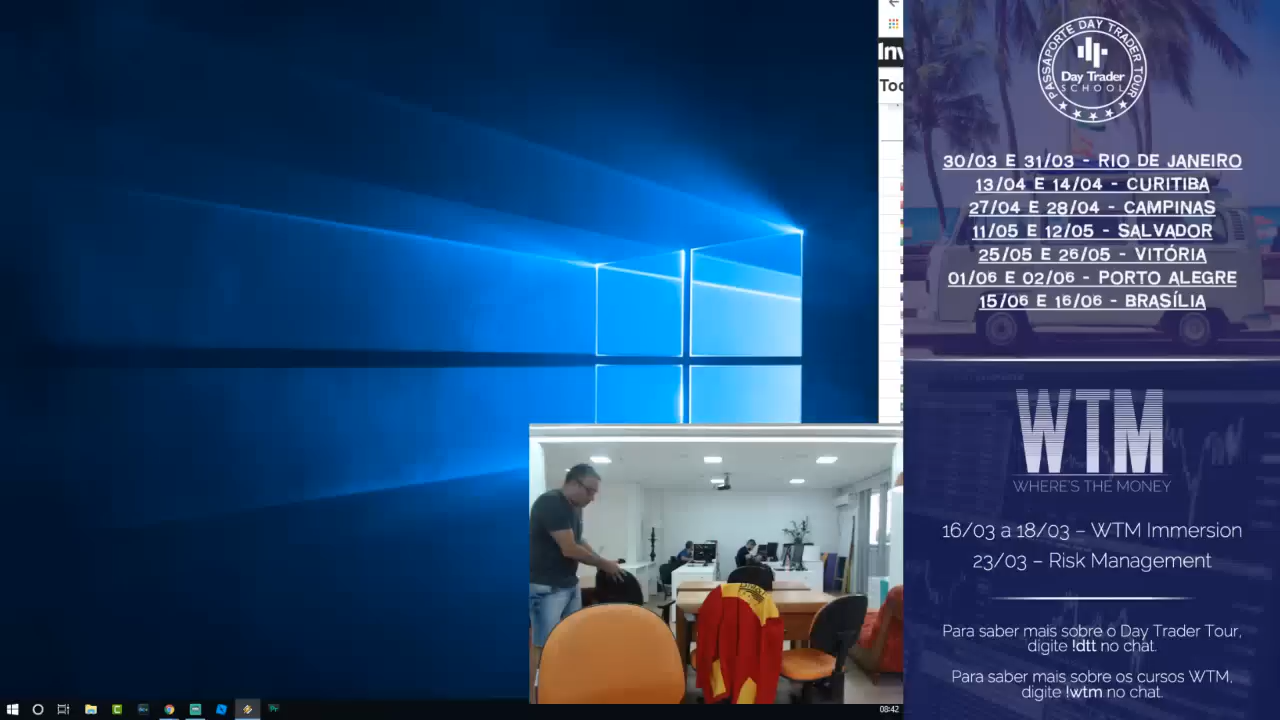 Inv
Too
PASSAPORTE DAY TRADER TOUR
Day Trader
SCHOOL
30/03 E 31/03 - RIO DE JANEIRO
13/04 E 14/04 - CURITIBA
27/04 E 28/04 - CAMPINAS
11/05 E 12/05 - SALVADOR
25/05 E 26/05 - VITÓRIA
01/06 E 02/06 - PORTO ALEGRE
15/06 E 16/06 - BRASÍLIA
WTM
WHERE'S THE MONEY
16/03 a 18/03 – WTM Immersion
23/03 – Risk Management
Para saber mais sobre o Day Trader Tour,
digite !dtt no chat.
Para saber mais sobre os cursos WTM,
digite !wtm no chat.
08:42